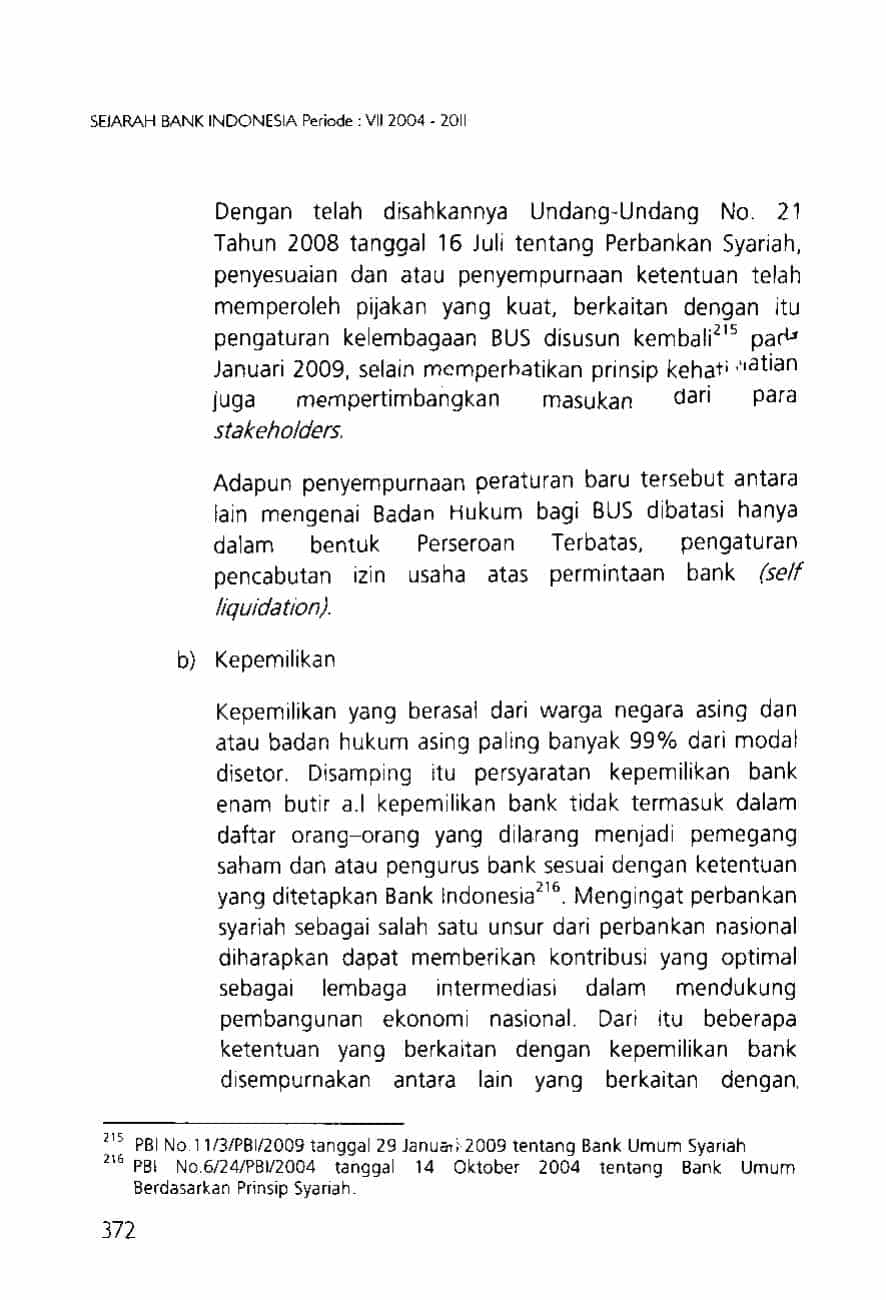 SEJARAH BANK INDONESIA Periode : VII 2004 - 2011
Dengan telah disahkannya Undang-Undang No. 21
Tahun 2008 tanggal 16 Juli tentang Perbankan Syariah,
penyesuaian dan atau penyempurnaan ketentuan telah
memperoleh pijakan yang kuat, berkaitan dengan itu
pengaturan kelembagaan BUS disusun kembali²¹⁵ pada
Januari 2009, selain memperhatikan prinsip kehati-hatian
juga mempertimbangkan masukan dari para
stakeholders.
Adapun penyempurnaan peraturan baru tersebut antara
lain mengenai Badan Hukum bagi BUS dibatasi hanya
dalam bentuk Perseroan Terbatas, pengaturan
pencabutan izin usaha atas permintaan bank (self
liquidation).
b) Kepemilikan
Kepemilikan yang berasal dari warga negara asing dan
atau badan hukum asing paling banyak 99% dari modal
disetor. Disamping itu persyaratan kepemilikan bank
enam butir a.l kepemilikan bank tidak termasuk dalam
daftar orang–orang yang dilarang menjadi pemegang
saham dan atau pengurus bank sesuai dengan ketentuan
yang ditetapkan Bank Indonesia²¹⁶. Mengingat perbankan
syariah sebagai salah satu unsur dari perbankan nasional
diharapkan dapat memberikan kontribusi yang optimal
sebagai lembaga intermediasi dalam mendukung
pembangunan ekonomi nasional. Dari itu beberapa
ketentuan yang berkaitan dengan kepemilikan bank
disempurnakan antara lain yang berkaitan dengan,
²¹⁵ PBI No.11/3/PBI/2009 tanggal 29 Januari 2009 tentang Bank Umum Syariah
²¹⁶ PBI No.6/24/PBI/2004 tanggal 14 Oktober 2004 tentang Bank Umum
Berdasarkan Prinsip Syariah.
372